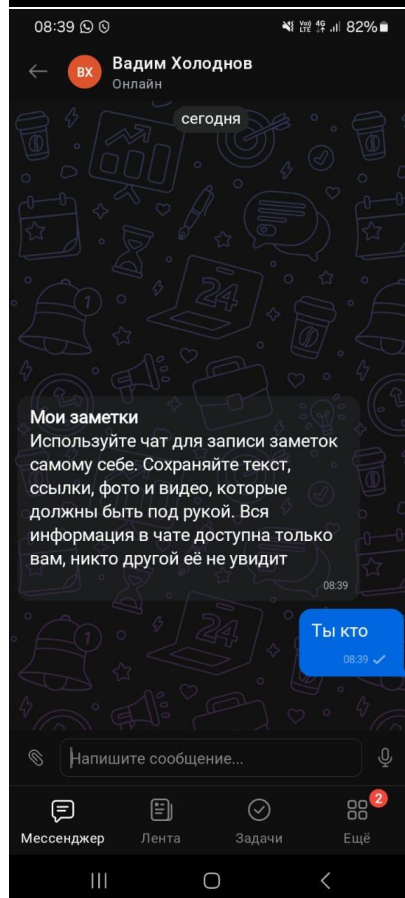 08:39 82%
ВХ
Вадим Холоднов
Онлайн
сегодня
24
Мои заметки
Используйте чат для записи заметок
самому себе. Сохраняйте текст,
ссылки, фото и видео, которые
должны быть под рукой. Вся
информация в чате доступна только
вам, никто другой её не увидит
08:39
Ты кто
08:39
24
Напишите сообщение...
2
Мессенджер Лента Задачи Ещё